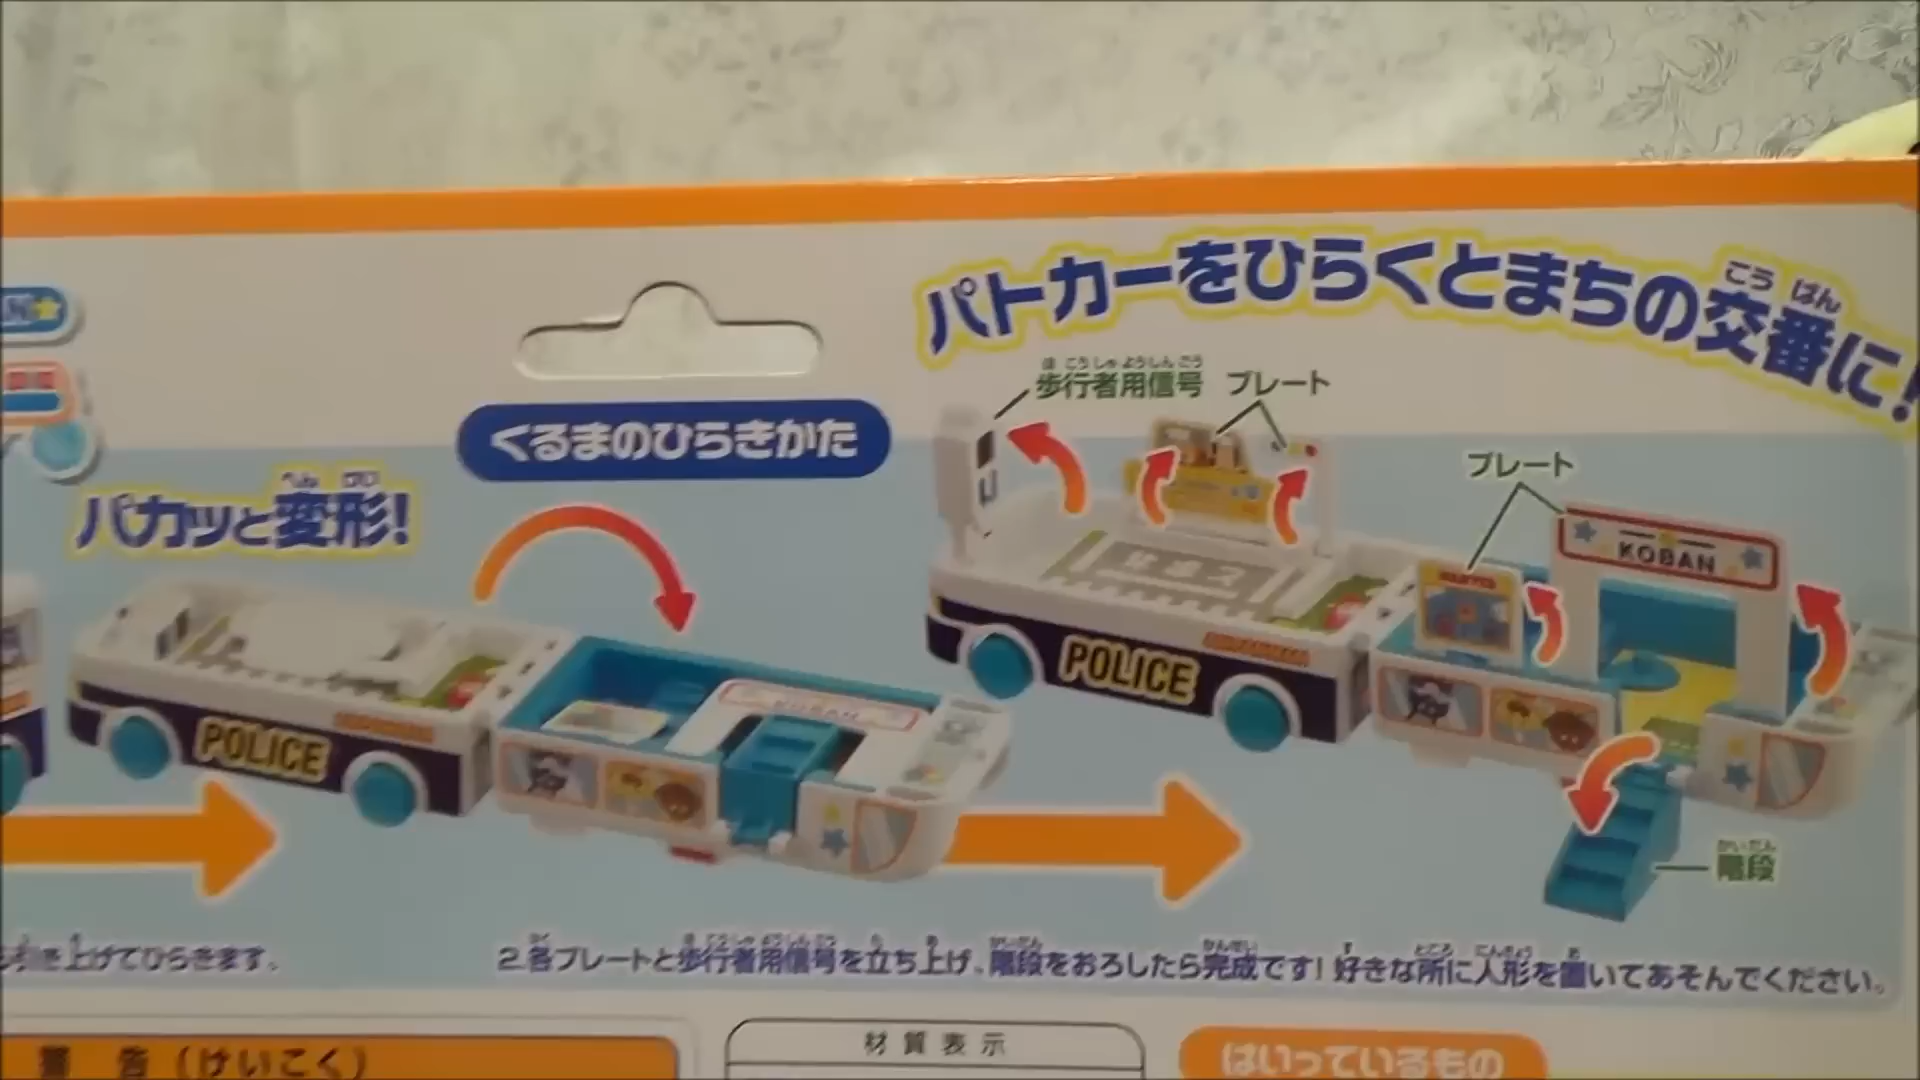 パトカーをひらくとまちの交番に!
こうばん
ほこうしゃようしんごう
歩行者用信号
プレート
プレート
くるまのひらきかた
へんけい
パカッと変形!
KOBAN
POLICE
KOBAN
POLICE
かいだん
階段
引き上げてひらきます。
2.各プレートと歩行者用信号を立ち上げ、階段をおろしたら完成です!好きな所に人形を置いてあそんでください。
警告(けいこく)
材質表示
はいっているもの